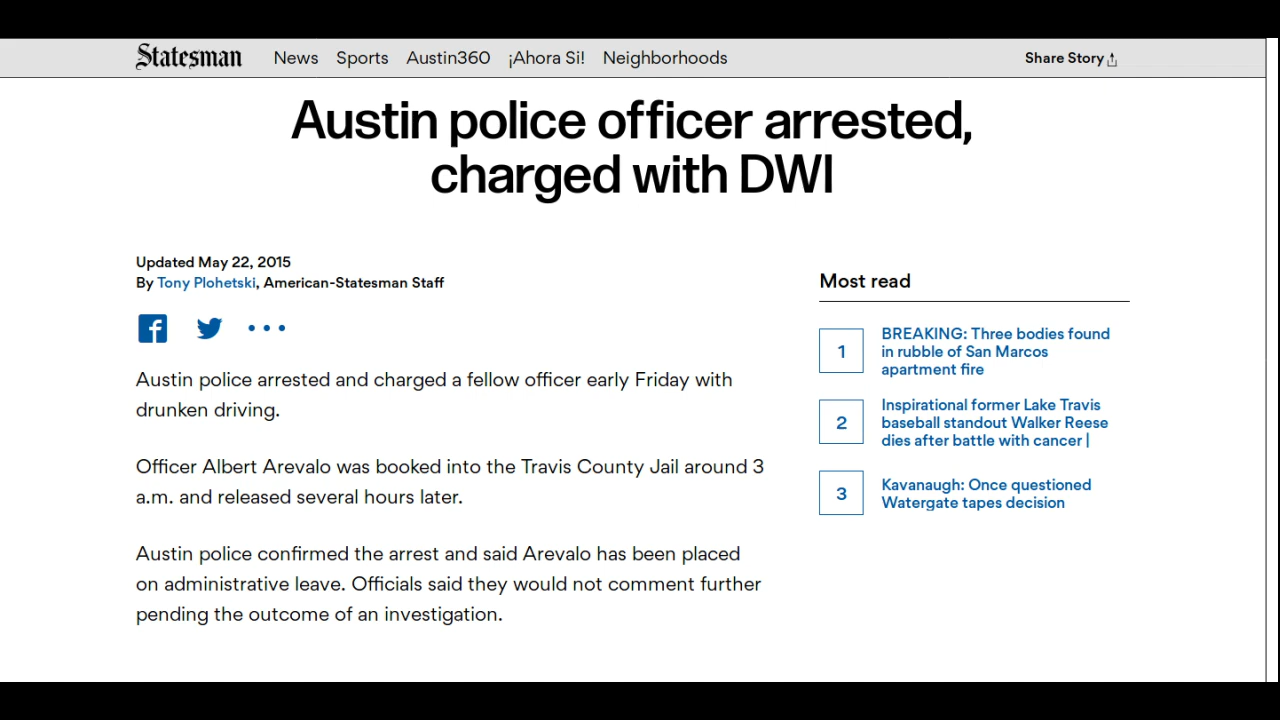 Statesman News Sports Austin360 ¡Ahora Si! Neighborhoods Share Story
Austin police officer arrested,
charged with DWI
Updated May 22, 2015
By Tony Plohetski, American-Statesman Staff
Austin police arrested and charged a fellow officer early Friday with
drunken driving.
Officer Albert Arevalo was booked into the Travis County Jail around 3
a.m. and released several hours later.
Austin police confirmed the arrest and said Arevalo has been placed
on administrative leave. Officials said they would not comment further
pending the outcome of an investigation.
Most read
1
BREAKING: Three bodies found
in rubble of San Marcos
apartment fire
2
Inspirational former Lake Travis
baseball standout Walker Reese
dies after battle with cancer |
3
Kavanaugh: Once questioned
Watergate tapes decision